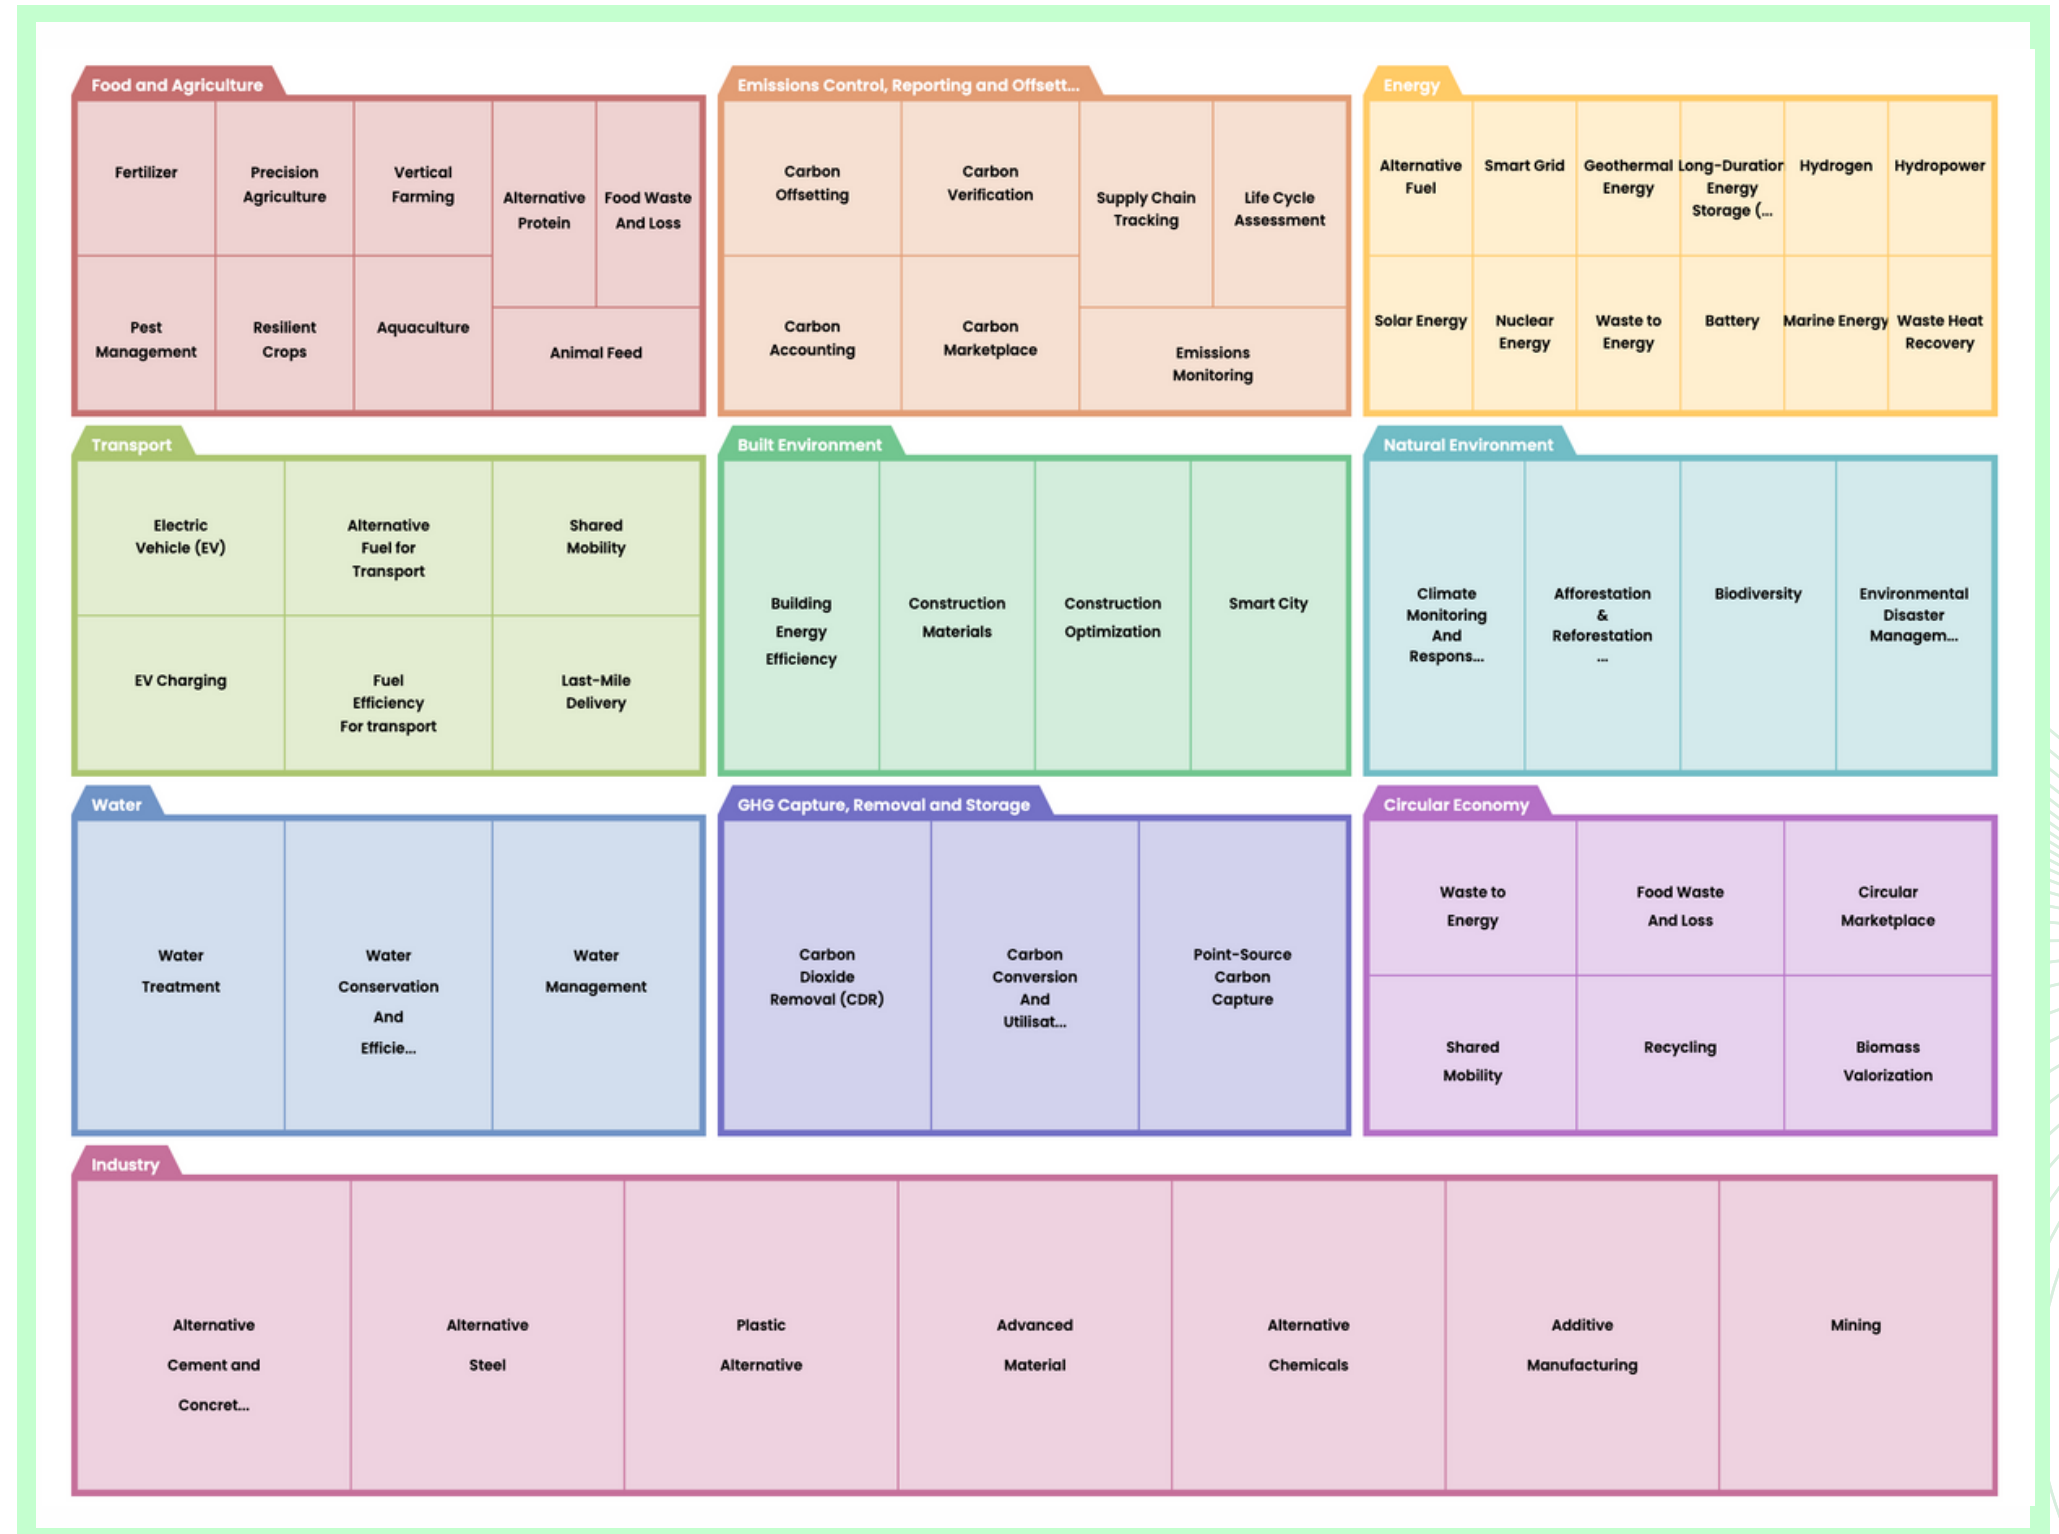 Food and Agriculture
Fertilizer
Precision
Agriculture
Vertical
Farming
Alternative
Protein
Food Waste
And Loss
Pest
Management
Resilient
Crops
Aquaculture
Animal Feed
Emissions Control, Reporting and Offsett...
Carbon
Offsetting
Carbon
Verification
Supply Chain
Tracking
Life Cycle
Assessment
Carbon
Accounting
Carbon
Marketplace
Emissions
Monitoring
Energy
Alternative
Fuel
Smart Grid
Geothermal
Energy
Long-Duration
Energy
Storage (...
Hydrogen
Hydropower
Solar Energy
Nuclear
Energy
Waste to
Energy
Battery
Marine Energy
Waste Heat
Recovery
Transport
Electric
Vehicle (EV)
Alternative
Fuel for
Transport
Shared
Mobility
EV Charging
Fuel
Efficiency
For transport
Last-Mile
Delivery
Built Environment
Building
Energy
Efficiency
Construction
Materials
Construction
Optimization
Smart City
Natural Environment
Climate
Monitoring
And
Respons...
Afforestation
&
Reforestation
...
Biodiversity
Environmental
Disaster
Managem...
Water
Water
Treatment
Water
Conservation
And
Efficie...
Water
Management
GHG Capture, Removal and Storage
Carbon
Dioxide
Removal (CDR)
Carbon
Conversion
And
Utilisat...
Point-Source
Carbon
Capture
Circular Economy
Waste to
Energy
Food Waste
And Loss
Circular
Marketplace
Shared
Mobility
Recycling
Biomass
Valorization
Industry
Alternative
Cement and
Concret...
Alternative
Steel
Plastic
Alternative
Advanced
Material
Alternative
Chemicals
Additive
Manufacturing
Mining